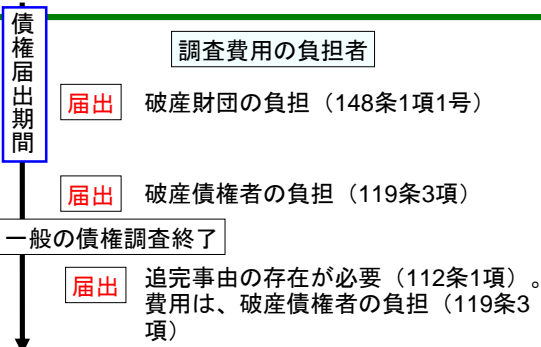 債権届出期間
調査費用の負担者
届出 破産財団の負担（148条1項1号）
届出 破産債権者の負担（119条3項）
一般の債権調査終了
届出 追完事由の存在が必要（112条1項）。
費用は、破産債権者の負担（119条3
項）